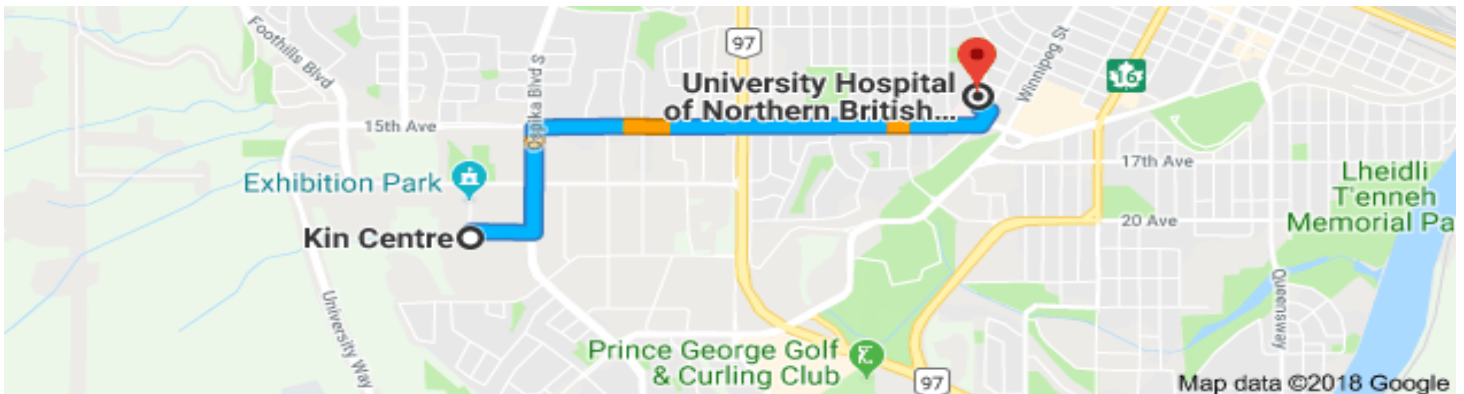 Foothills Blvd
97
Ospika Blvd S
Winnipeg St
16
University Hospital
of Northern British...
15th Ave
17th Ave
Exhibition Park
Lheidli
T'enneh
Memorial Pa
Kin Centre
20 Ave
University Way
Queensway
Prince George Golf
& Curling Club
97
Map data ©2018 Google